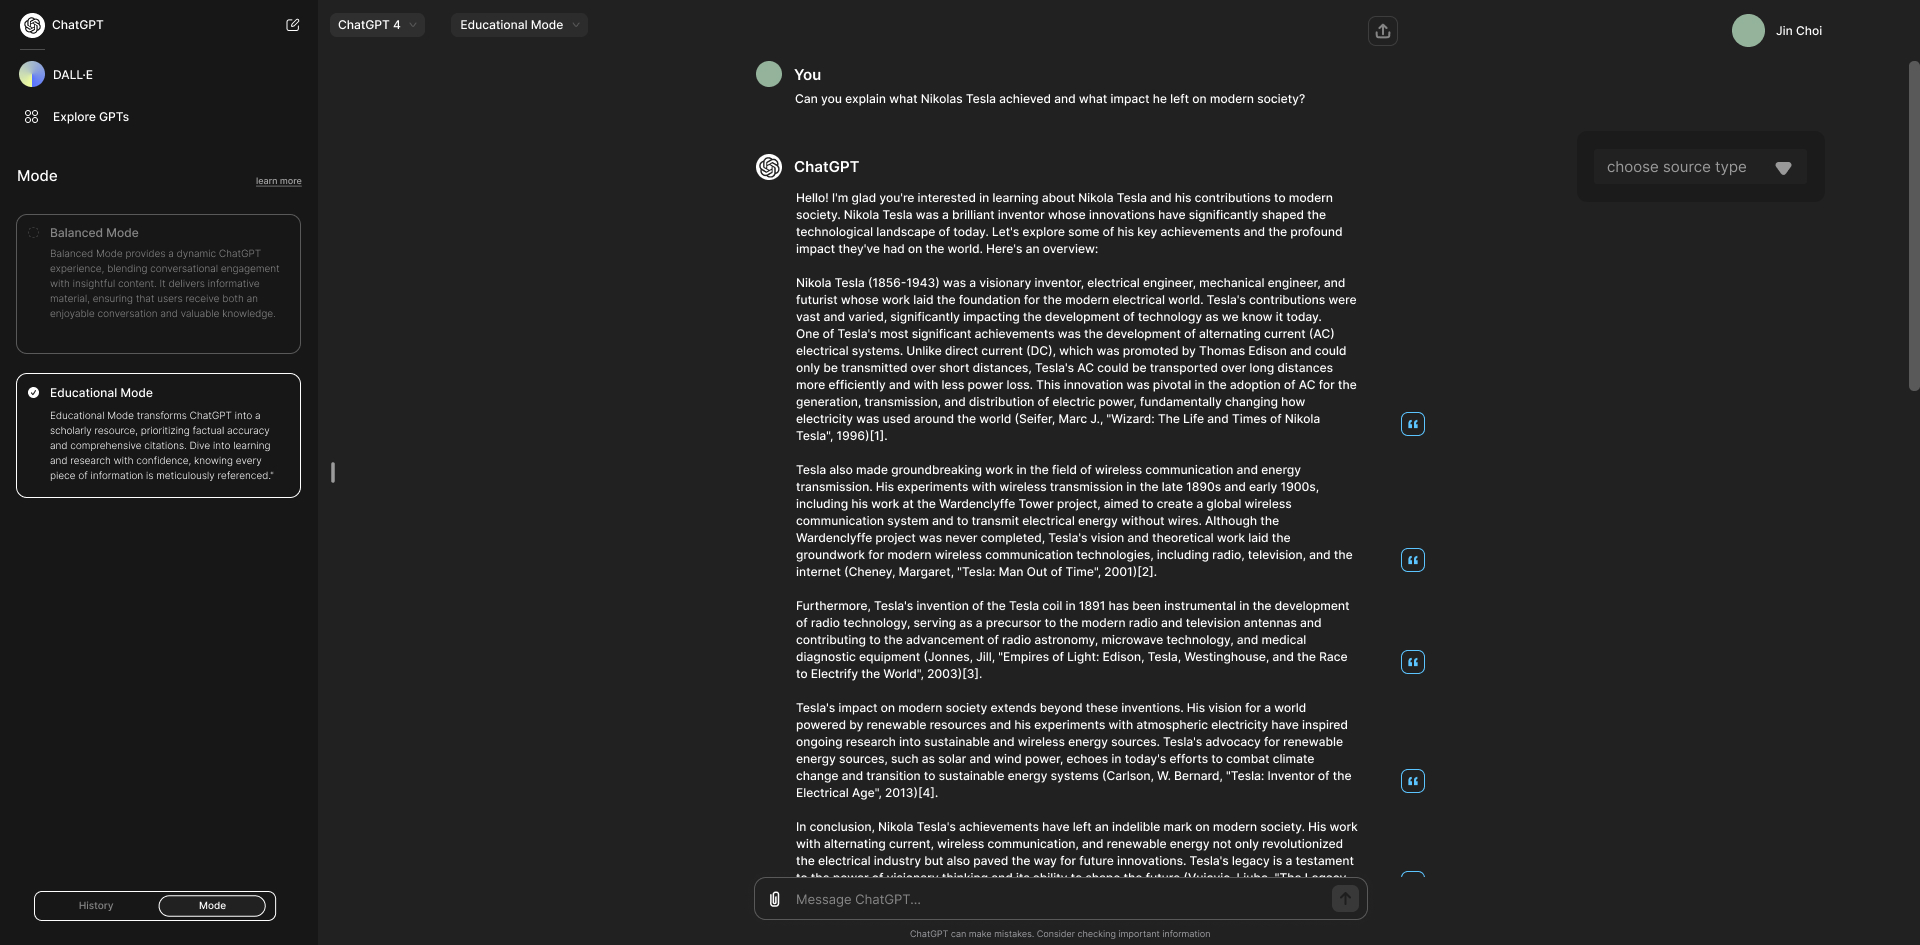 ChatGPT
DALL·E
Explore GPTs
Mode
learn more
Balanced Mode
Balanced Mode provides a dynamic ChatGPT
experience, blending conversational engagement
with insightful content. It delivers informative
material, ensuring that users receive both an
enjoyable conversation and valuable knowledge.
Educational Mode
Educational Mode transforms ChatGPT into a
scholarly resource, prioritizing factual accuracy
and comprehensive citations. Dive into learning
and research with confidence, knowing every
piece of information is meticulously referenced."
History
Mode
ChatGPT 4
Educational Mode
Jin Choi
You
Can you explain what Nikolas Tesla achieved and what impact he left on modern society?
choose source type
ChatGPT
Hello! I'm glad you're interested in learning about Nikola Tesla and his contributions to modern
society. Nikola Tesla was a brilliant inventor whose innovations have significantly shaped the
technological landscape of today. Let's explore some of his key achievements and the profound
impact they've had on the world. Here's an overview:
Nikola Tesla (1856-1943) was a visionary inventor, electrical engineer, mechanical engineer, and
futurist whose work laid the foundation for the modern electrical world. Tesla's contributions were
vast and varied, significantly impacting the development of technology as we know it today.
One of Tesla's most significant achievements was the development of alternating current (AC)
electrical systems. Unlike direct current (DC), which was promoted by Thomas Edison and could
only be transmitted over short distances, Tesla's AC could be transported over long distances
more efficiently and with less power loss. This innovation was pivotal in the adoption of AC for the
generation, transmission, and distribution of electric power, fundamentally changing how
electricity was used around the world (Seifer, Marc J., "Wizard: The Life and Times of Nikola
Tesla", 1996)[1].
Tesla also made groundbreaking work in the field of wireless communication and energy
transmission. His experiments with wireless transmission in the late 1890s and early 1900s,
including his work at the Wardenclyffe Tower project, aimed to create a global wireless
communication system and to transmit electrical energy without wires. Although the
Wardenclyffe project was never completed, Tesla's vision and theoretical work laid the
groundwork for modern wireless communication technologies, including radio, television, and the
internet (Cheney, Margaret, "Tesla: Man Out of Time", 2001)[2].
Furthermore, Tesla's invention of the Tesla coil in 1891 has been instrumental in the development
of radio technology, serving as a precursor to the modern radio and television antennas and
contributing to the advancement of radio astronomy, microwave technology, and medical
diagnostic equipment (Jonnes, Jill, "Empires of Light: Edison, Tesla, Westinghouse, and the Race
to Electrify the World", 2003)[3].
Tesla's impact on modern society extends beyond these inventions. His vision for a world
powered by renewable resources and his experiments with atmospheric electricity have inspired
ongoing research into sustainable and wireless energy sources. Tesla's advocacy for renewable
energy sources, such as solar and wind power, echoes in today's efforts to combat climate
change and transition to sustainable energy systems (Carlson, W. Bernard, "Tesla: Inventor of the
Electrical Age", 2013)[4].
In conclusion, Nikola Tesla's achievements have left an indelible mark on modern society. His work
with alternating current, wireless communication, and renewable energy not only revolutionized
the electrical industry but also paved the way for future innovations. Tesla's legacy is a testament
to the power of visionary thinking and its ability to shape the future "The Legacy
Message ChatGPT...
ChatGPT can make mistakes. Consider checking important information